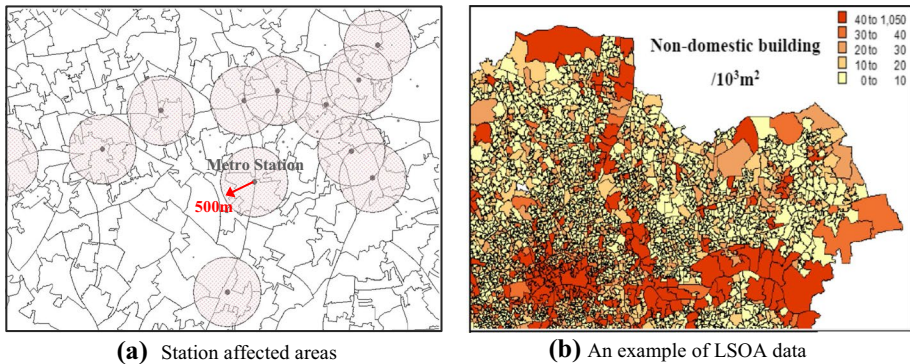 Metro Station
500m
Non-domestic building
/10³m²
40 to 1,050
30 to 40
20 to 30
10 to 20
0 to 10
(a) Station affected areas
(b) An example of LSOA data